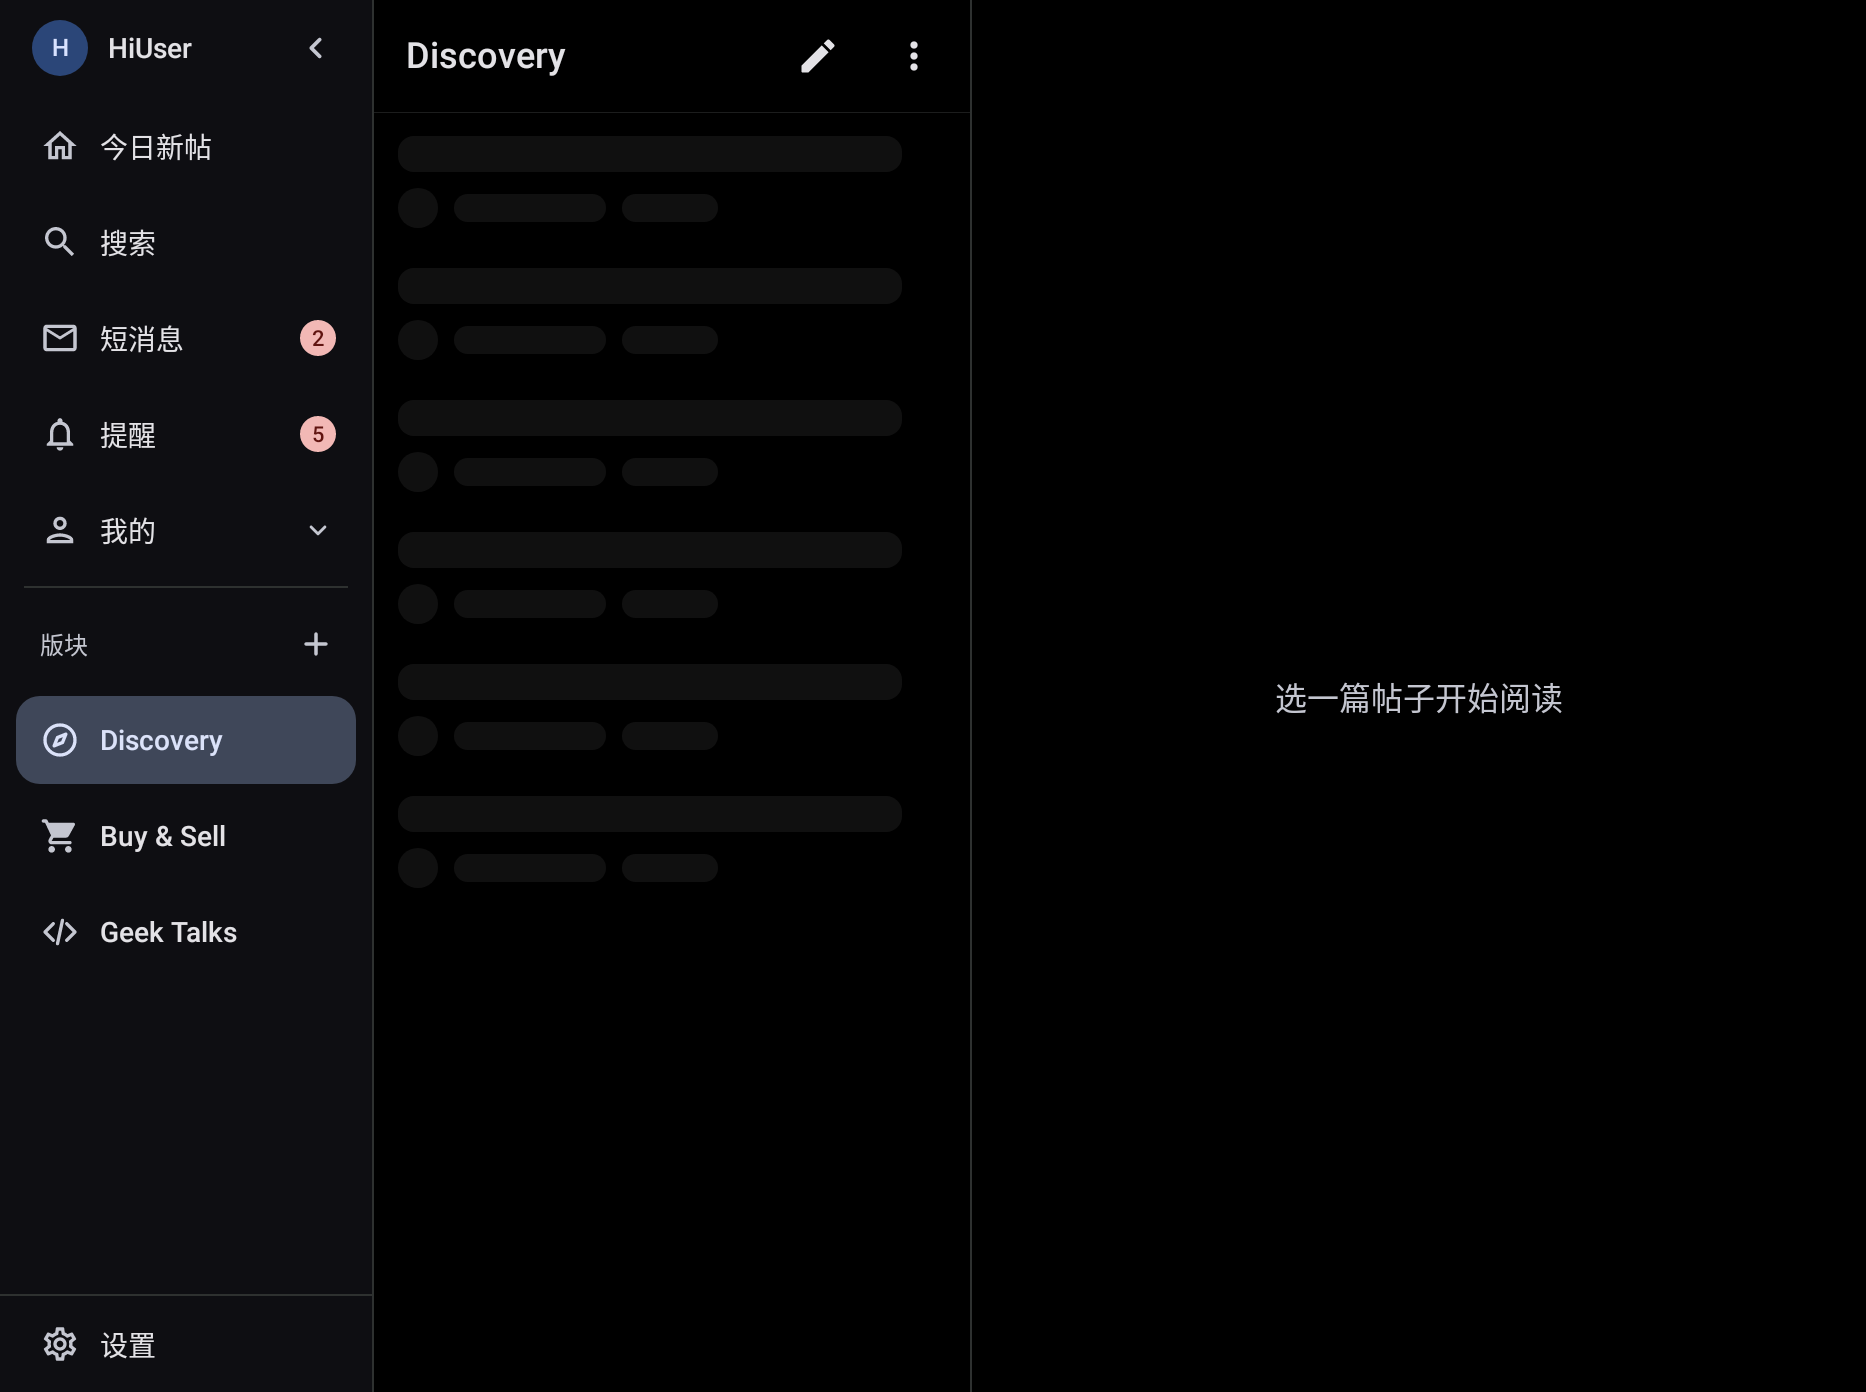 H
HiUser
今日新帖
搜索
短消息
2
提醒
5
我的
版块
Discovery
Buy & Sell
Geek Talks
设置
Discovery
选一篇帖子开始阅读